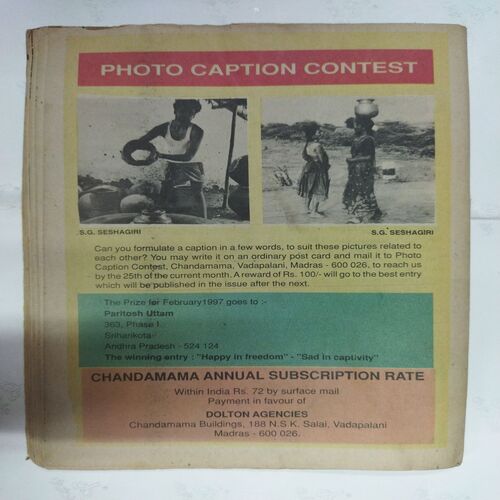 PHOTO CAPTION CONTEST
S.G. SESHAGIRI
S.G. SESHAGIRI
Can you formulate a caption in a few words, to suit these pictures related to
each other? You may write it on an ordinary post card and mail it to Photo
Caption Contest, Chandamama, Vadapalani, Madras - 600 026, to reach us
by the 25th of the current month. A reward of Rs. 100/- will go to the best entry
which will be published in the issue after the next.
The Prize for February1997 goes to :-
Paritosh Uttam
363, Phase I
Sriharikota
Andhra Pradesh - 524 124
The winning entry : "Happy in freedom" - "Sad in captivity"
CHANDAMAMA ANNUAL SUBSCRIPTION RATE
Within India Rs. 72 by surface mail
Payment in favour of
DOLTON AGENCIES
Chandamama Buildings, 188 N.S.K. Salai, Vadapalani
Madras - 600 026.